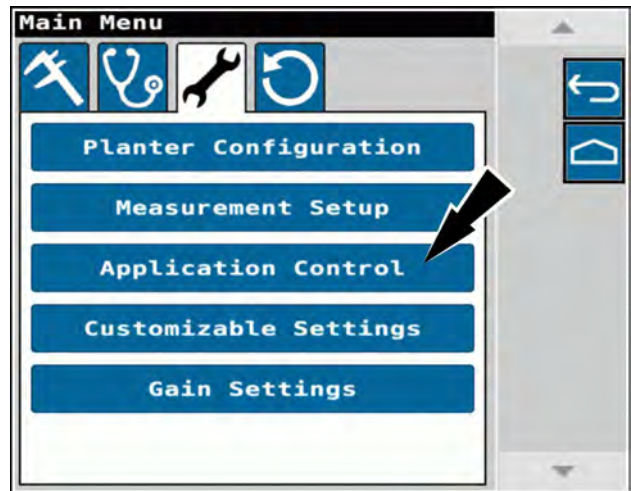 Main Menu
Planter Configuration
Measurement Setup
Application Control
Customizable Settings
Gain Settings